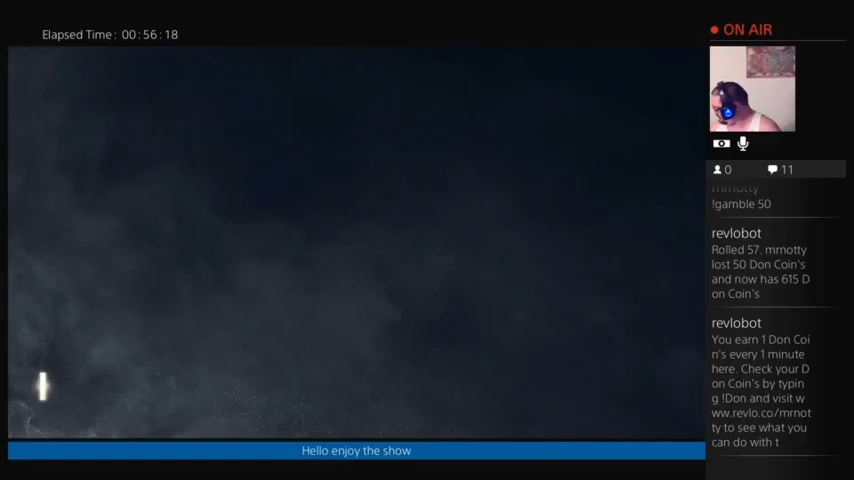 Elapsed Time: 00:56:18
ON AIR
0 11
mrnotty
!gamble 50
revlobot
Rolled 57. mrnotty
lost 50 Don Coin's
and now has 615 D
on Coin's
revlobot
You earn 1 Don Coi
n's every 1 minute
here. Check your D
on Coin's by typin
g !Don and visit w
ww.revlo.co/mrnot
ty to see what you
can do with t
Hello enjoy the show